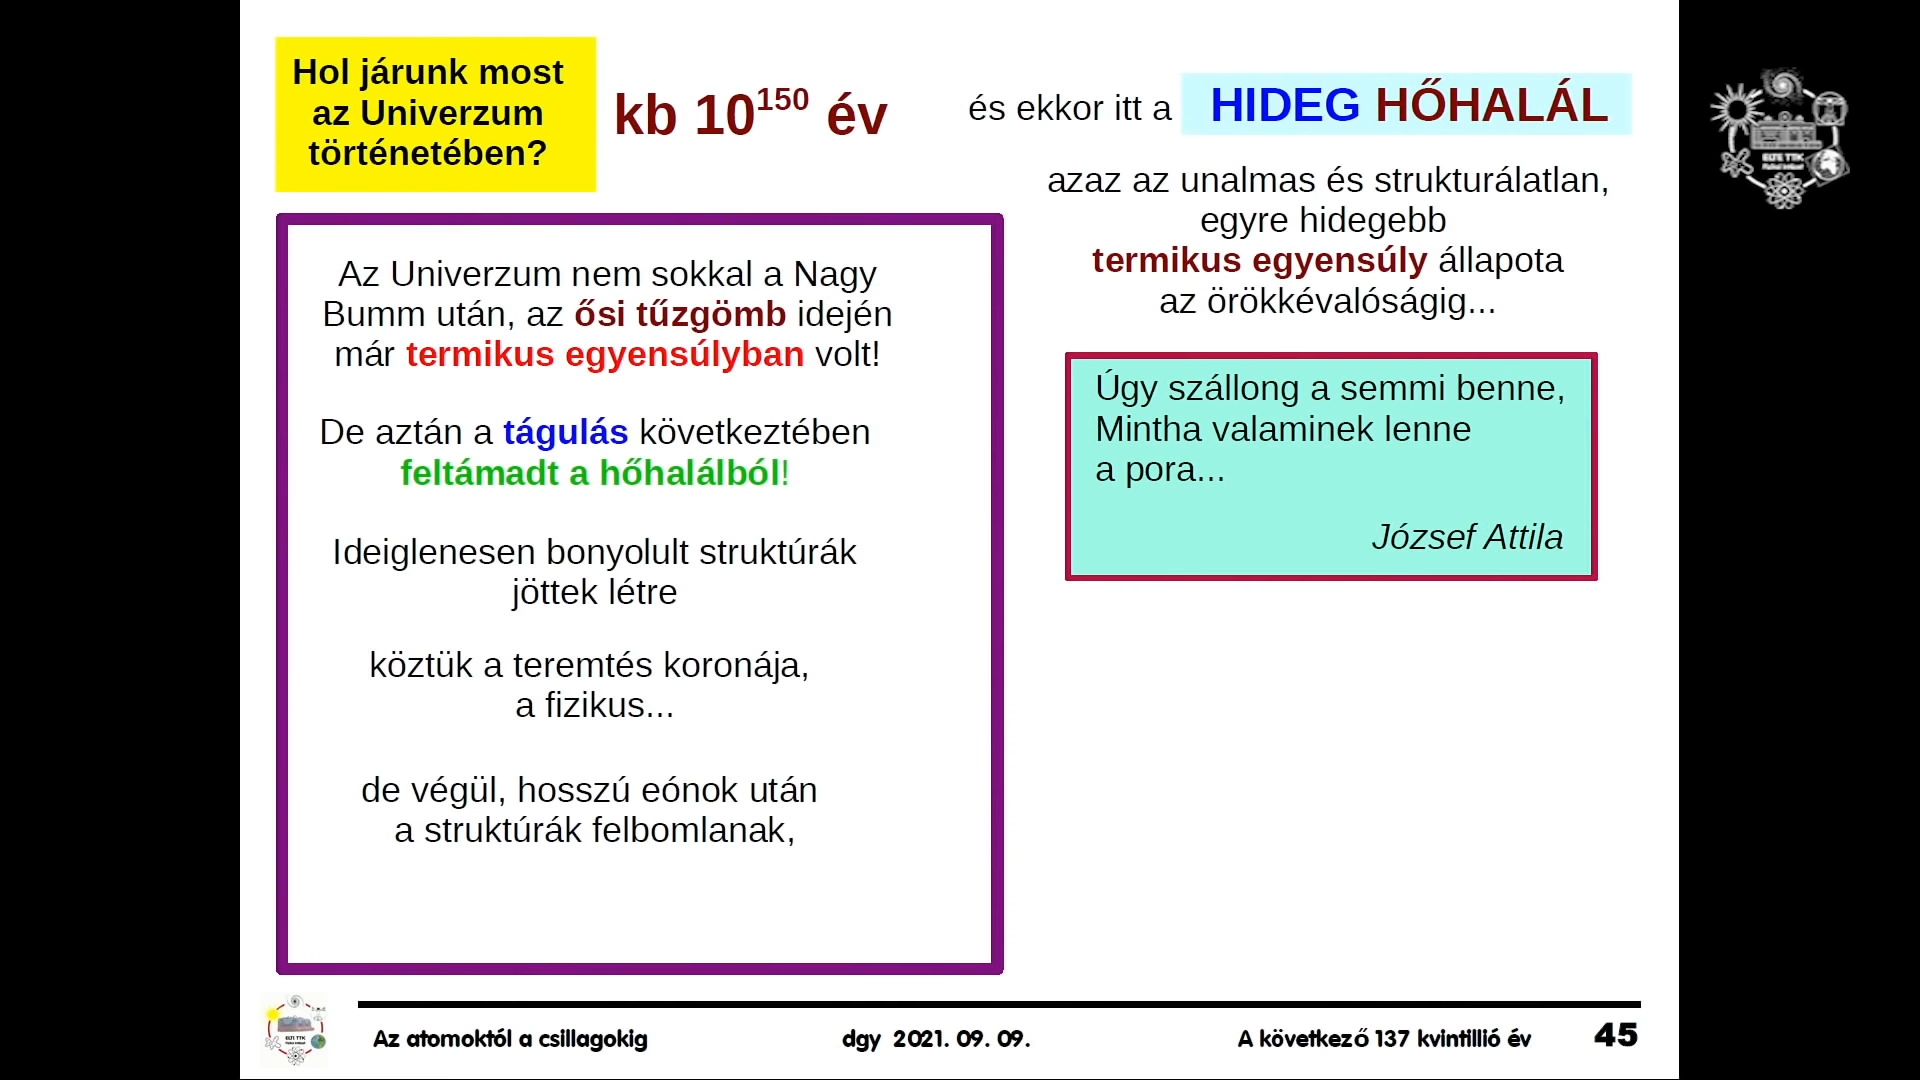 Hol járunk most
az Univerzum
történetében?
kb 10¹⁵⁰ év
és ekkor itt a HIDEG HŐHALÁL
azaz az unalmas és strukturálatlan,
egyre hidegebb
termikus egyensúly állapota
az örökkévalóságig...
Az Univerzum nem sokkal a Nagy
Bumm után, az ősi tűzgömb idején
már termikus egyensúlyban volt!
De aztán a tágulás következtében
feltámadt a hőhalálból!
Ideiglenesen bonyolult struktúrák
jöttek létre
köztük a teremtés koronája,
a fizikus...
de végül, hosszú eónok után
a struktúrák felbomlanak,
Úgy szállong a semmi benne,
Mintha valaminek lenne
a pora...
József Attila
ELTE TTK
ELTE TTK
Az atomoktól a csillagokig dgy 2021. 09. 09. A következő 137 kvintillió év 45